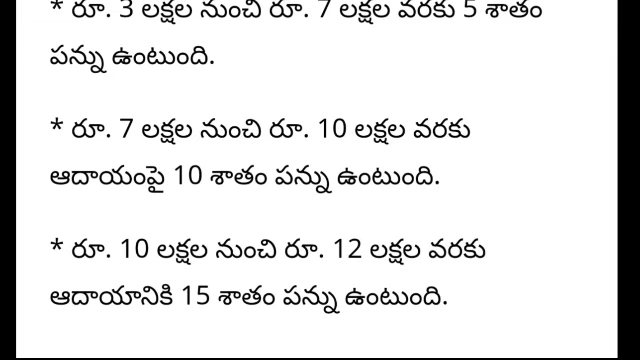 * రూ. 3 లక్షల నుంచి రూ. 7 లక్షల వరకు 5 శాతం
పన్ను ఉంటుంది.
* రూ. 7 లక్షల నుంచి రూ. 10 లక్షల వరకు
ఆదాయంపై 10 శాతం పన్ను ఉంటుంది.
* రూ. 10 లక్షల నుంచి రూ. 12 లక్షల వరకు
ఆదాయానికి 15 శాతం పన్ను ఉంటుంది.